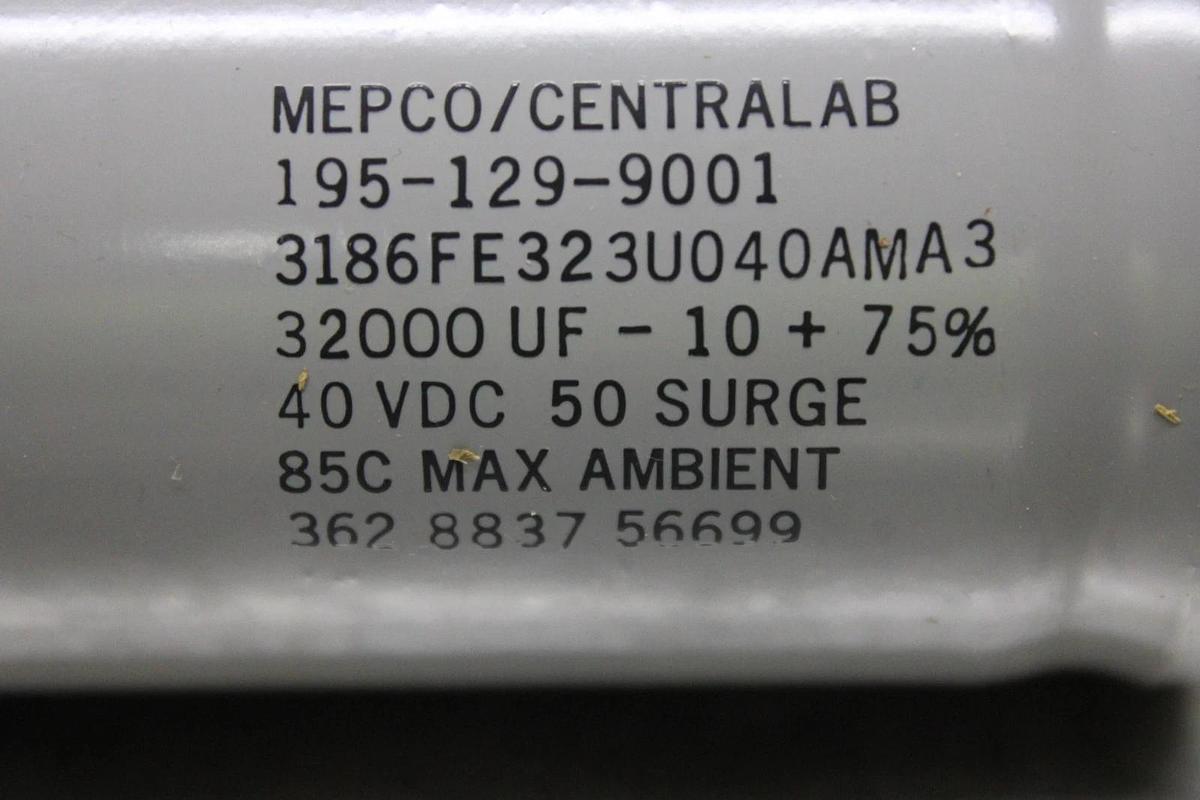 MEPCO/CENTRALAB
195-129-9001
3186FE323U040AMA3
32000 UF - 10 + 75%
40 VDC 50 SURGE
85C MAX AMBIENT
362 8837 56699